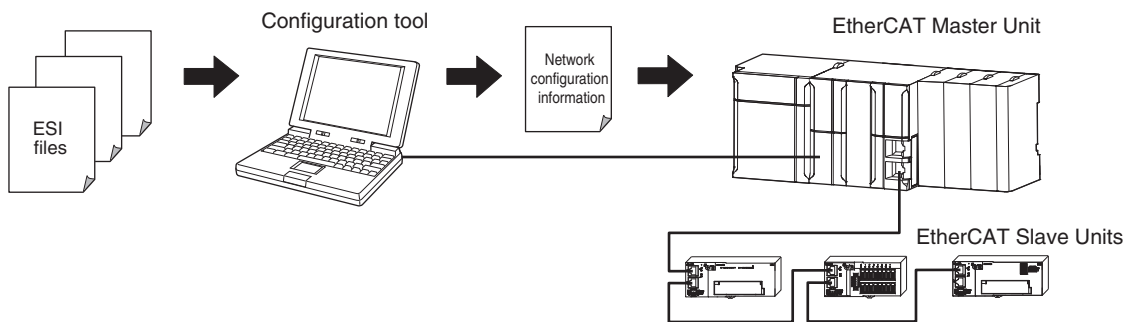 Configuration tool
EtherCAT Master Unit
Network
configuration
information
ESI
files
EtherCAT Slave Units